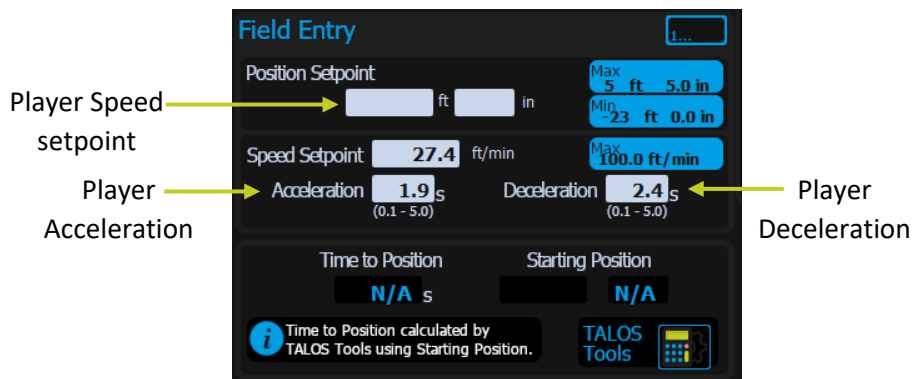 Field Entry
1...
Position Setpoint
ft
in
Max
5 ft 5.0 in
Min
-23 ft 0.0 in
Player Speed
setpoint
Speed Setpoint 27.4 ft/min
Max
100.0 ft/min
Player
Acceleration
Acceleration 1.9 s
(0.1 - 5.0)
Deceleration 2.4 s
(0.1 - 5.0)
Player
Deceleration
Time to Position
N/A s
Starting Position
N/A
i
Time to Position calculated by
TALOS Tools using Starting Position.
TALOS
Tools